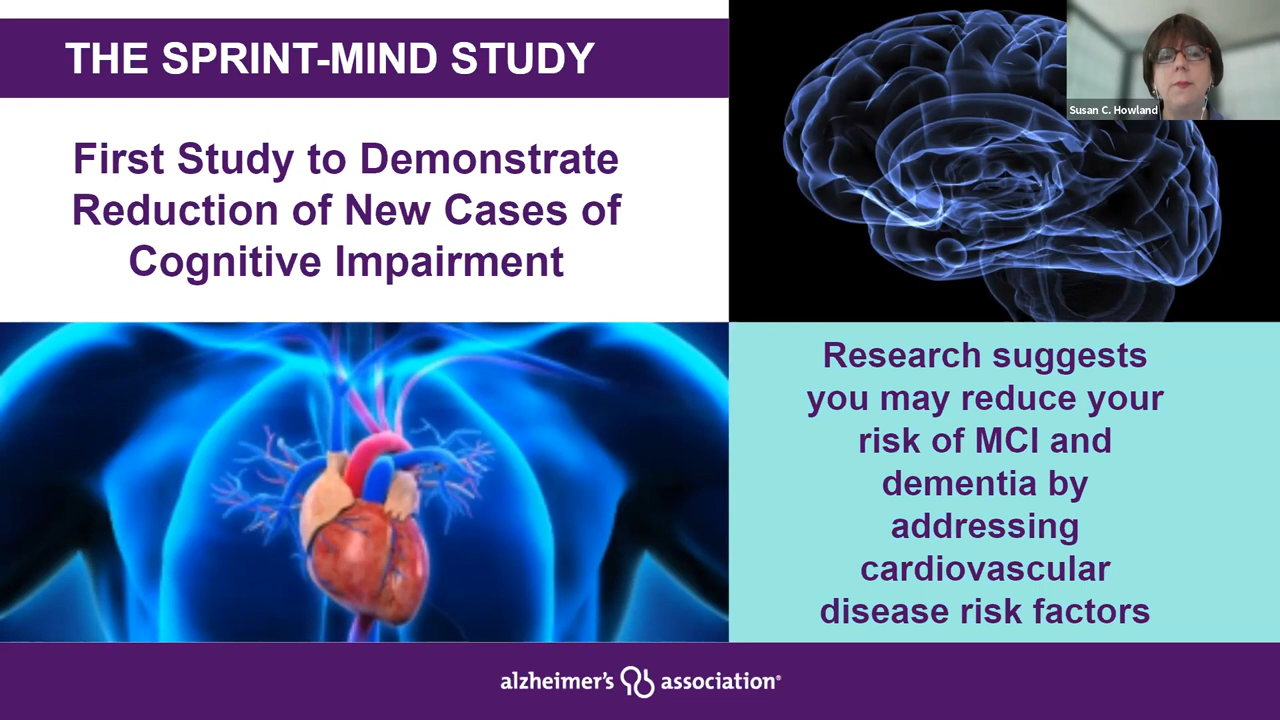 THE SPRINT-MIND STUDY
First Study to Demonstrate
Reduction of New Cases of
Cognitive Impairment
Susan C. Howland
Research suggests
you may reduce your
risk of MCI and
dementia by
addressing
cardiovascular
disease risk factors
alzheimer's association®